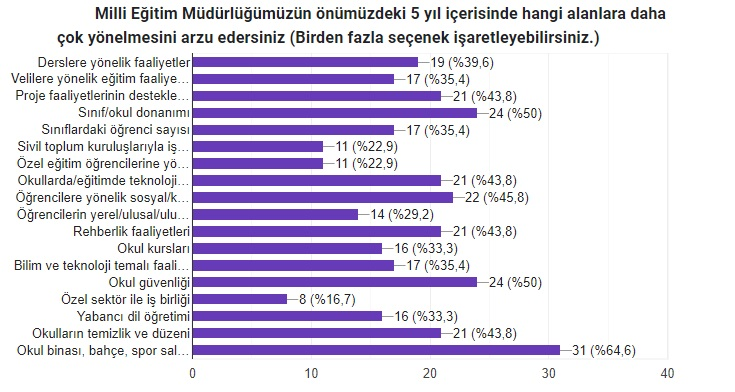 Milli Eğitim Müdürlüğümüzün önümüzdeki 5 yıl içerisinde hangi alanlara daha
çok yönelmesini arzu edersiniz (Birden fazla seçenek işaretleyebilirsiniz.)
Derslere yönelik faaliyetler 19 (%39,6)
Velilere yönelik eğitim faaliye... 17 (%35,4)
Proje faaliyetlerinin destekle... 21 (%43,8)
Sınıf/okul donanımı 24 (%50)
Sınıflardaki öğrenci sayısı 17 (%35,4)
Sivil toplum kuruluşlarıyla iş... 11 (%22,9)
Özel eğitim öğrencilerine yö... 11 (%22,9)
Okullarda/eğitimde teknoloji... 21 (%43,8)
Öğrencilere yönelik sosyal/k... 22 (%45,8)
Öğrencilerin yerel/ulusal/ulu... 14 (%29,2)
Rehberlik faaliyetleri 21 (%43,8)
Okul kursları 16 (%33,3)
Bilim ve teknoloji temalı faali... 17 (%35,4)
Okul güvenliği 24 (%50)
Özel sektör ile iş birliği 8 (%16,7)
Yabancı dil öğretimi 16 (%33,3)
Okulların temizlik ve düzeni 21 (%43,8)
Okul binası, bahçe, spor sal... 31 (%64,6)
0 10 20 30 40